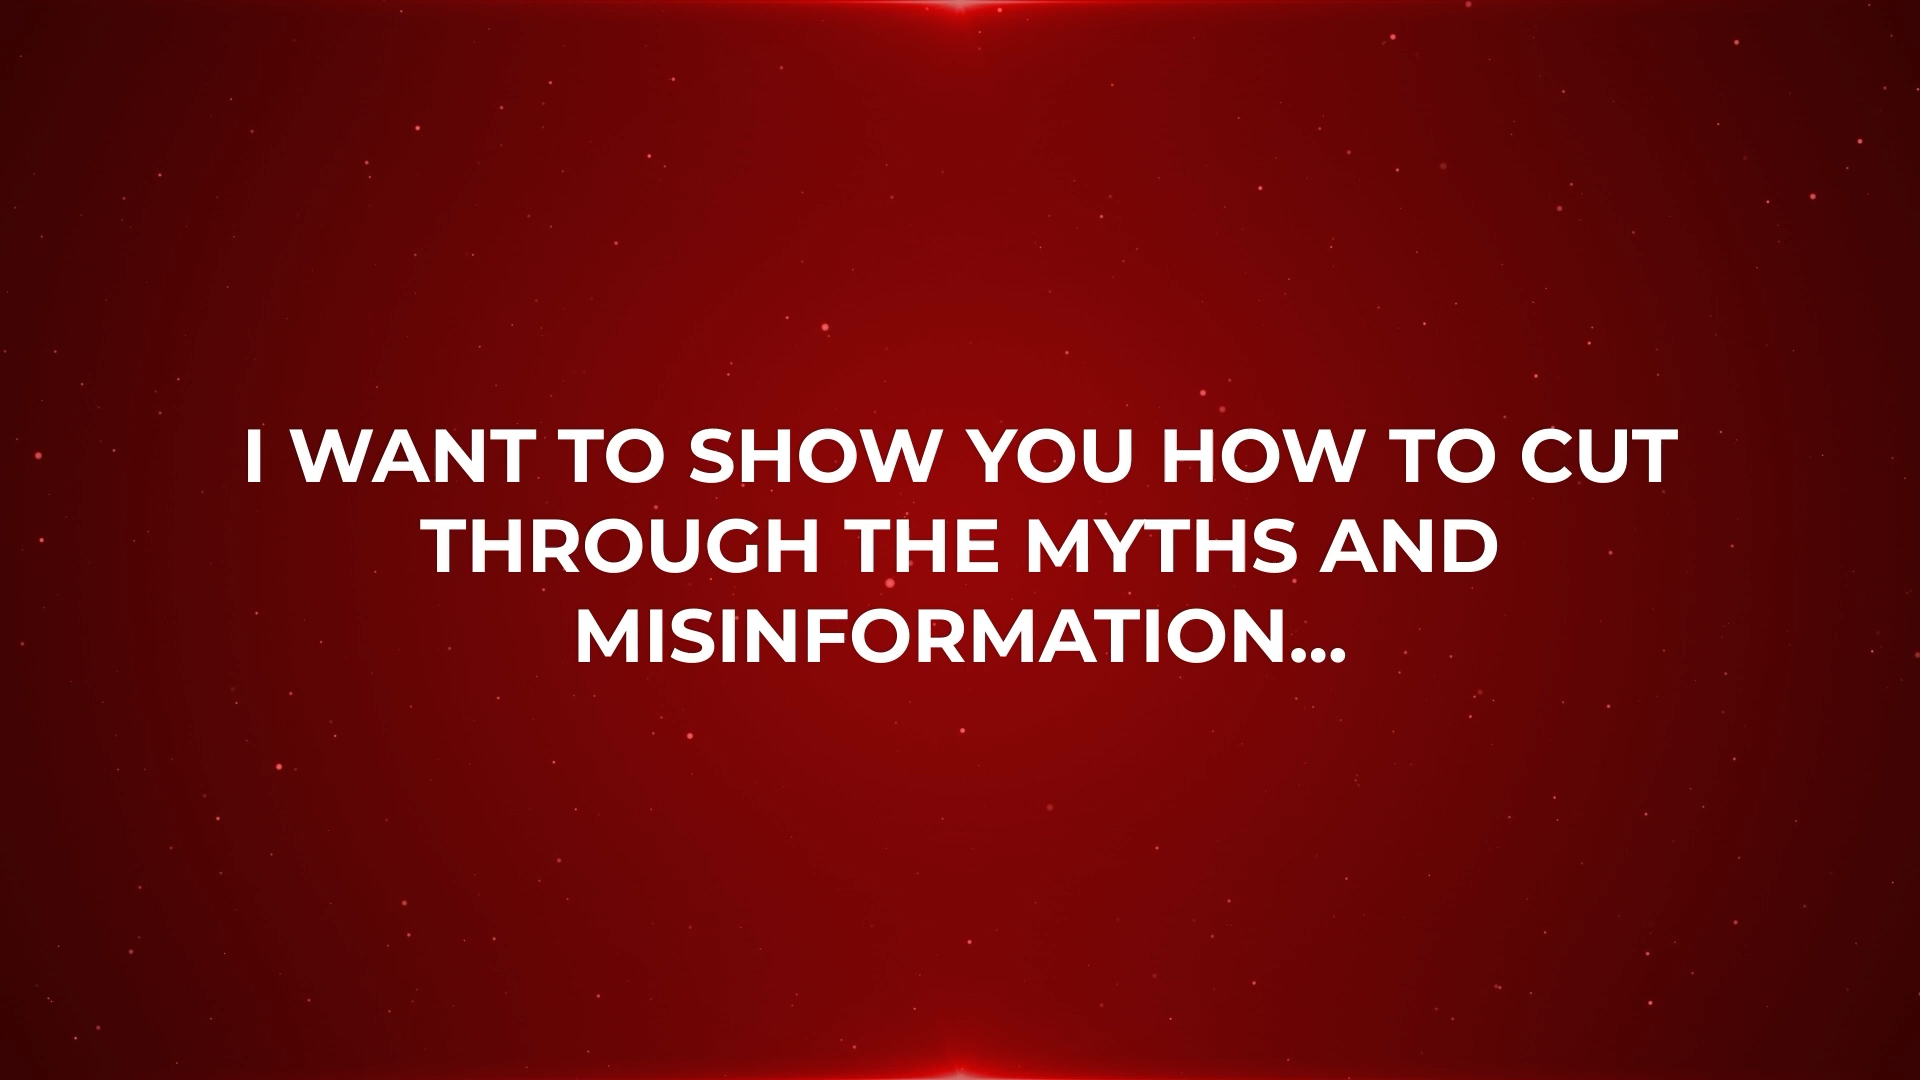 I WANT TO SHOW YOU HOW TO CUT
THROUGH THE MYTHS AND
MISINFORMATION...